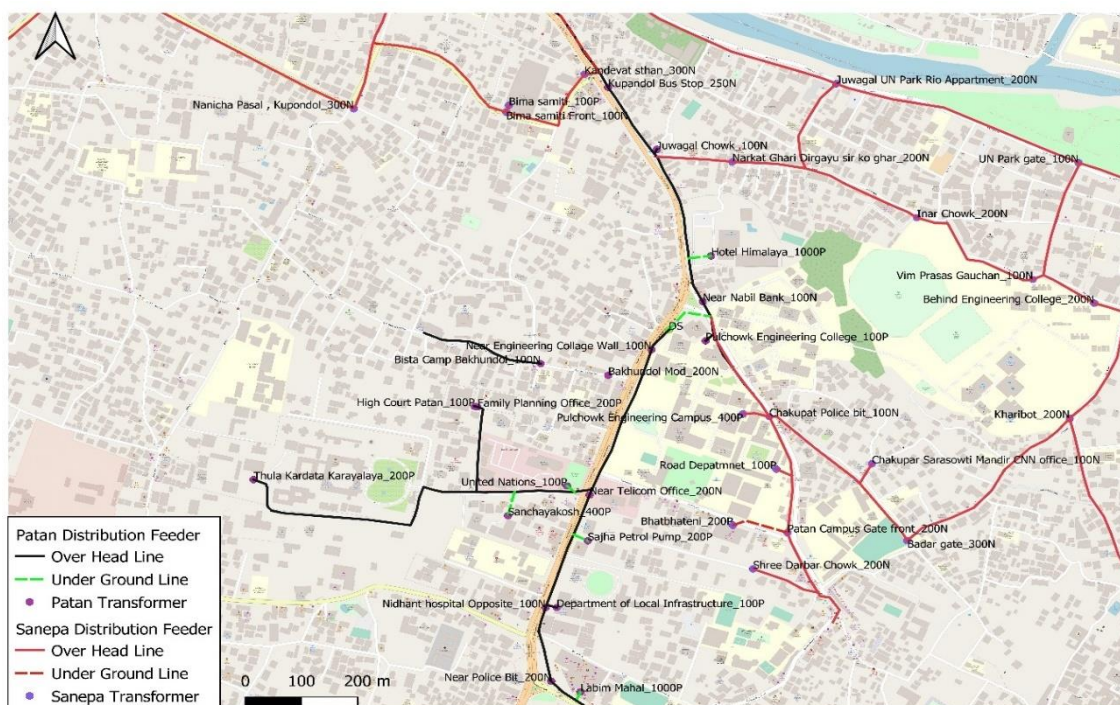 Kandevat sthan_300N
Kupandol Bus Stop_250N
Juwagal UN Park Rio Appartment_200N
Nanicha Pasal , Kupondol_300N
Bima samiti_100P
Bima samiti Front_100N
Juwagal Chowk_100N
Narkat Ghari Dirgayu sir ko ghar_200N
UN Park gate_100N
Inar Chowk_200N
Hotel Himalaya_1000P
Vim Prasas Gauchan_100N
Near Nabil Bank_100N
Behind Engineering College_200N
DS
Pulchowk Engineering College_100P
Near Engineering Collage Wall_100N
Bista Camp Bakhundol_100N
Bakhundol Mod_200N
High Court Patan_100P
Family Planning Office_200P
Pulchowk Engineering Campus_400P
Chakupat Police bit_100N
Kharibot_200N
Road Depatmnet_100P
Chakupar Sarasowti Mandir CNN office_100N
Thula Kardata Karayalaya_200P
United Nations_100P
Near Telicom Office_200N
Sanchayakosh_400P
Bhatbhateni_200P
Patan Campus Gate front_200N
Sajha Petrol Pump_200P
Badar gate_300N
Shree Darbar Chowk_200N
Nidhant hospital Opposite_100N
Department of Local Infrastructure_100P
Near Police Bit_200N
Labim Mahal_1000P
Patan Distribution Feeder
Over Head Line
Under Ground Line
Patan Transformer
Sanepa Distribution Feeder
Over Head Line
Under Ground Line
Sanepa Transformer
0 100 200 m